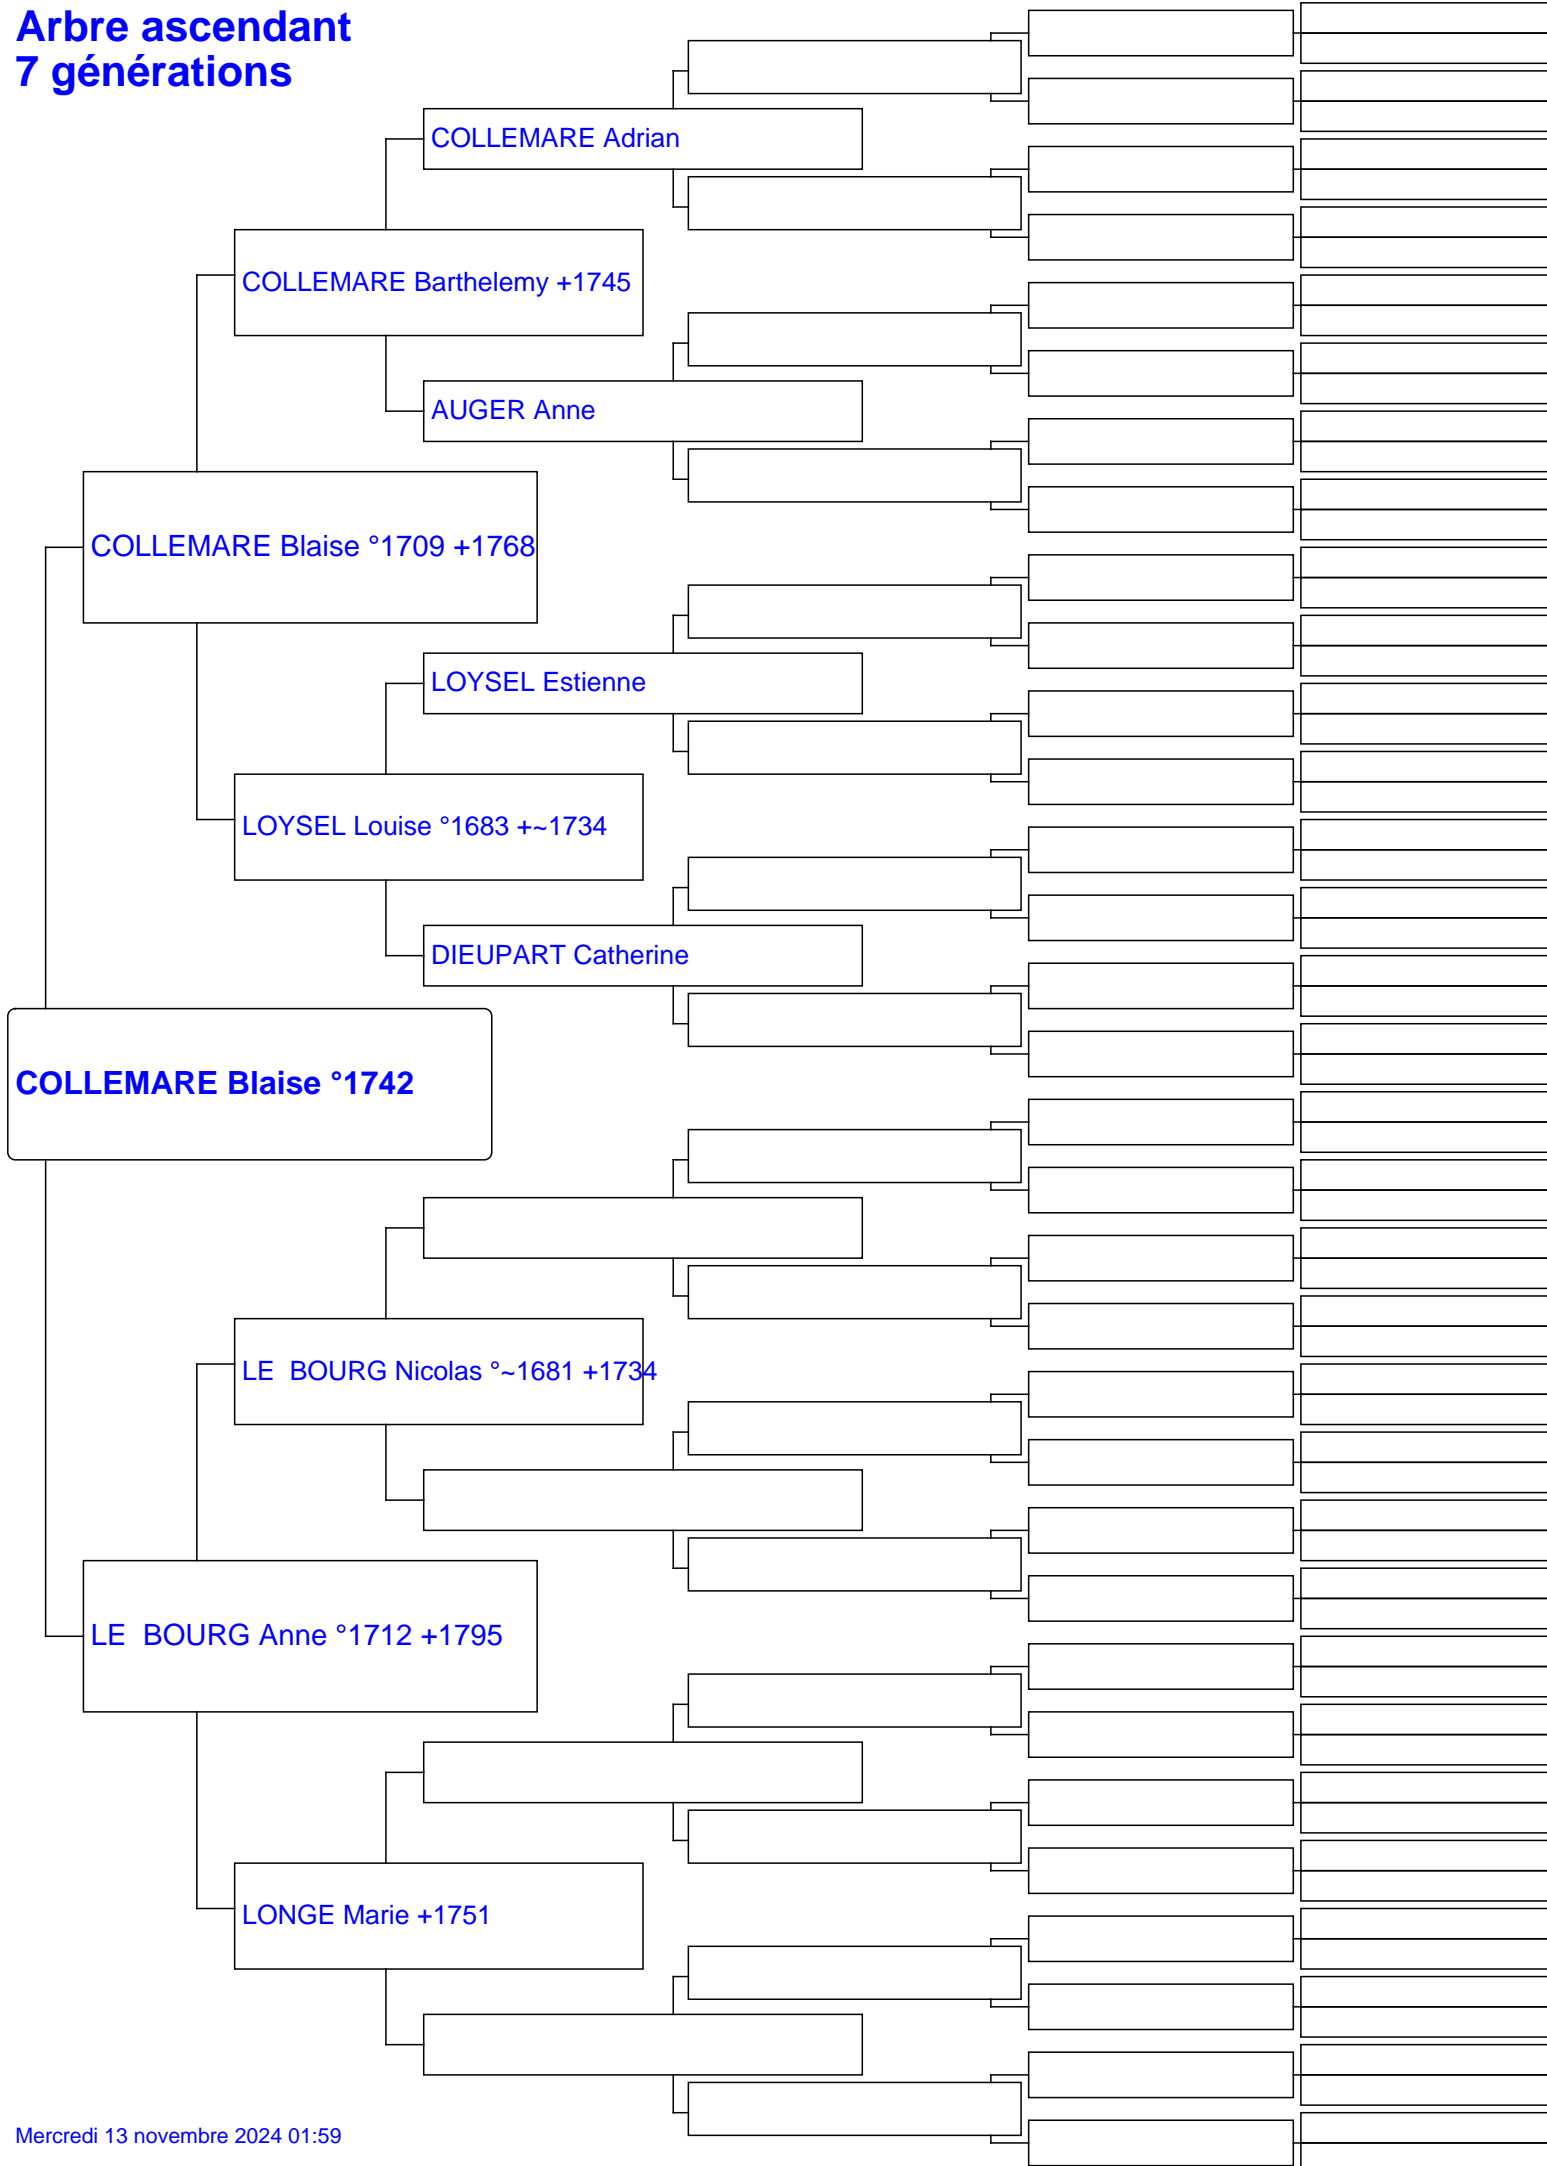 Arbre ascendant
7 générations
COLLEMARE Adrian
COLLEMARE Barthelemy +1745
AUGER Anne
COLLEMARE Blaise °1709 +1768
LOYSEL Estienne
LOYSEL Louise °1683 +~1734
DIEUPART Catherine
COLLEMARE Blaise °1742
LE  BOURG Nicolas °~1681 +1734
LE  BOURG Anne °1712 +1795
LONGE Marie +1751
Mercredi 13 novembre 2024 01:59